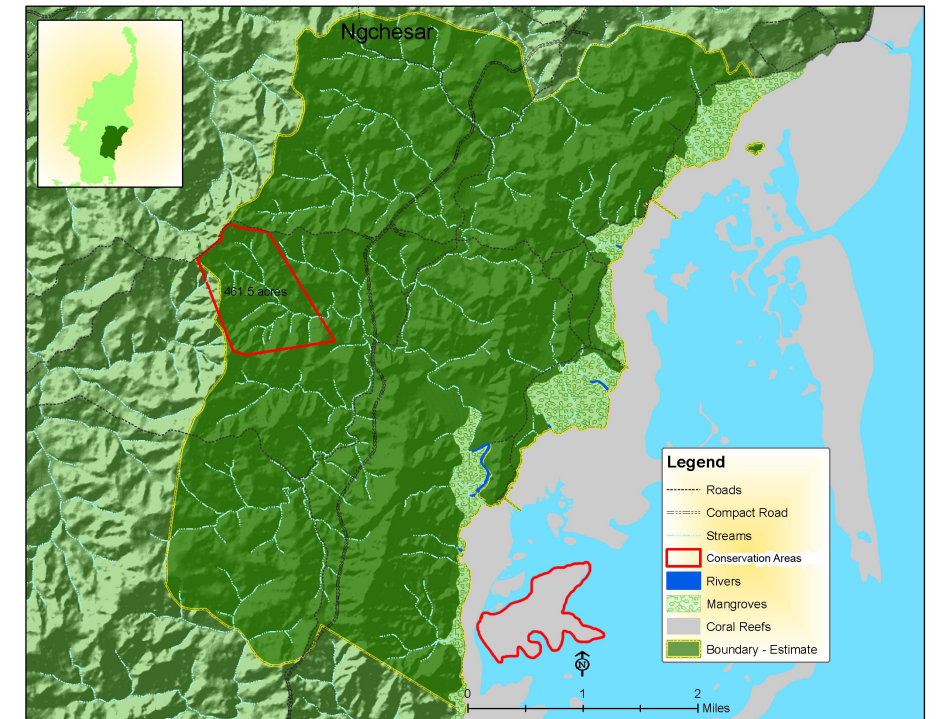 Ngchesar
461.5 acres
Legend
Roads
Compact Road
Streams
Conservation Areas
Rivers
Mangroves
Coral Reefs
Boundary - Estimate
N
0 1 2
Miles